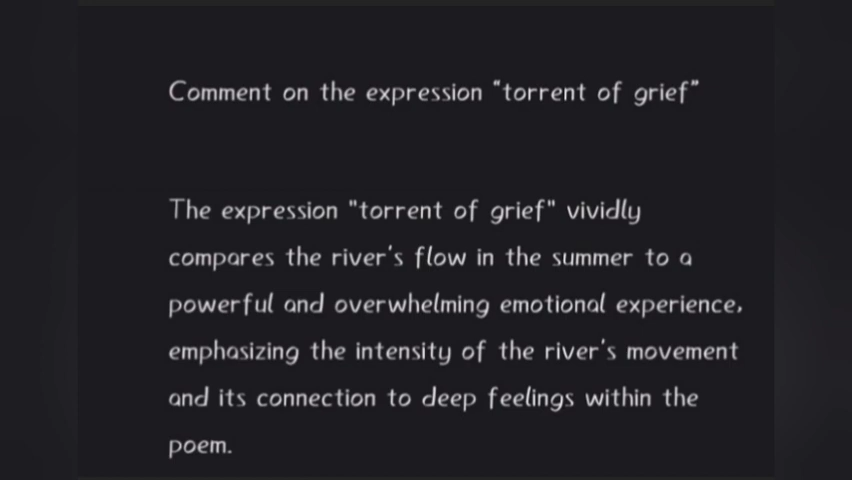 Comment on the expression "torrent of grief"
The expression "torrent of grief" vividly
compares the river's flow in the summer to a
powerful and overwhelming emotional experience,
emphasizing the intensity of the river's movement
and its connection to deep feelings within the
poem.